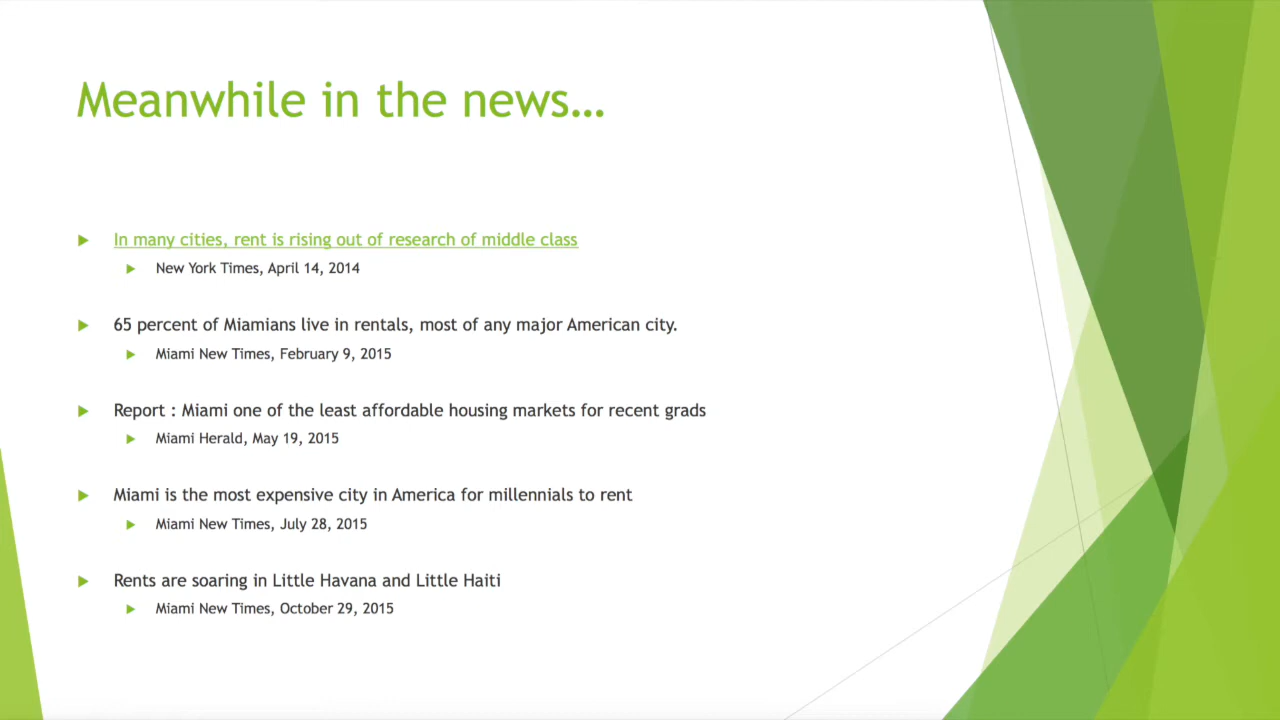 Meanwhile in the news…
In many cities, rent is rising out of research of middle class
New York Times, April 14, 2014
65 percent of Miamians live in rentals, most of any major American city.
Miami New Times, February 9, 2015
Report : Miami one of the least affordable housing markets for recent grads
Miami Herald, May 19, 2015
Miami is the most expensive city in America for millennials to rent
Miami New Times, July 28, 2015
Rents are soaring in Little Havana and Little Haiti
Miami New Times, October 29, 2015